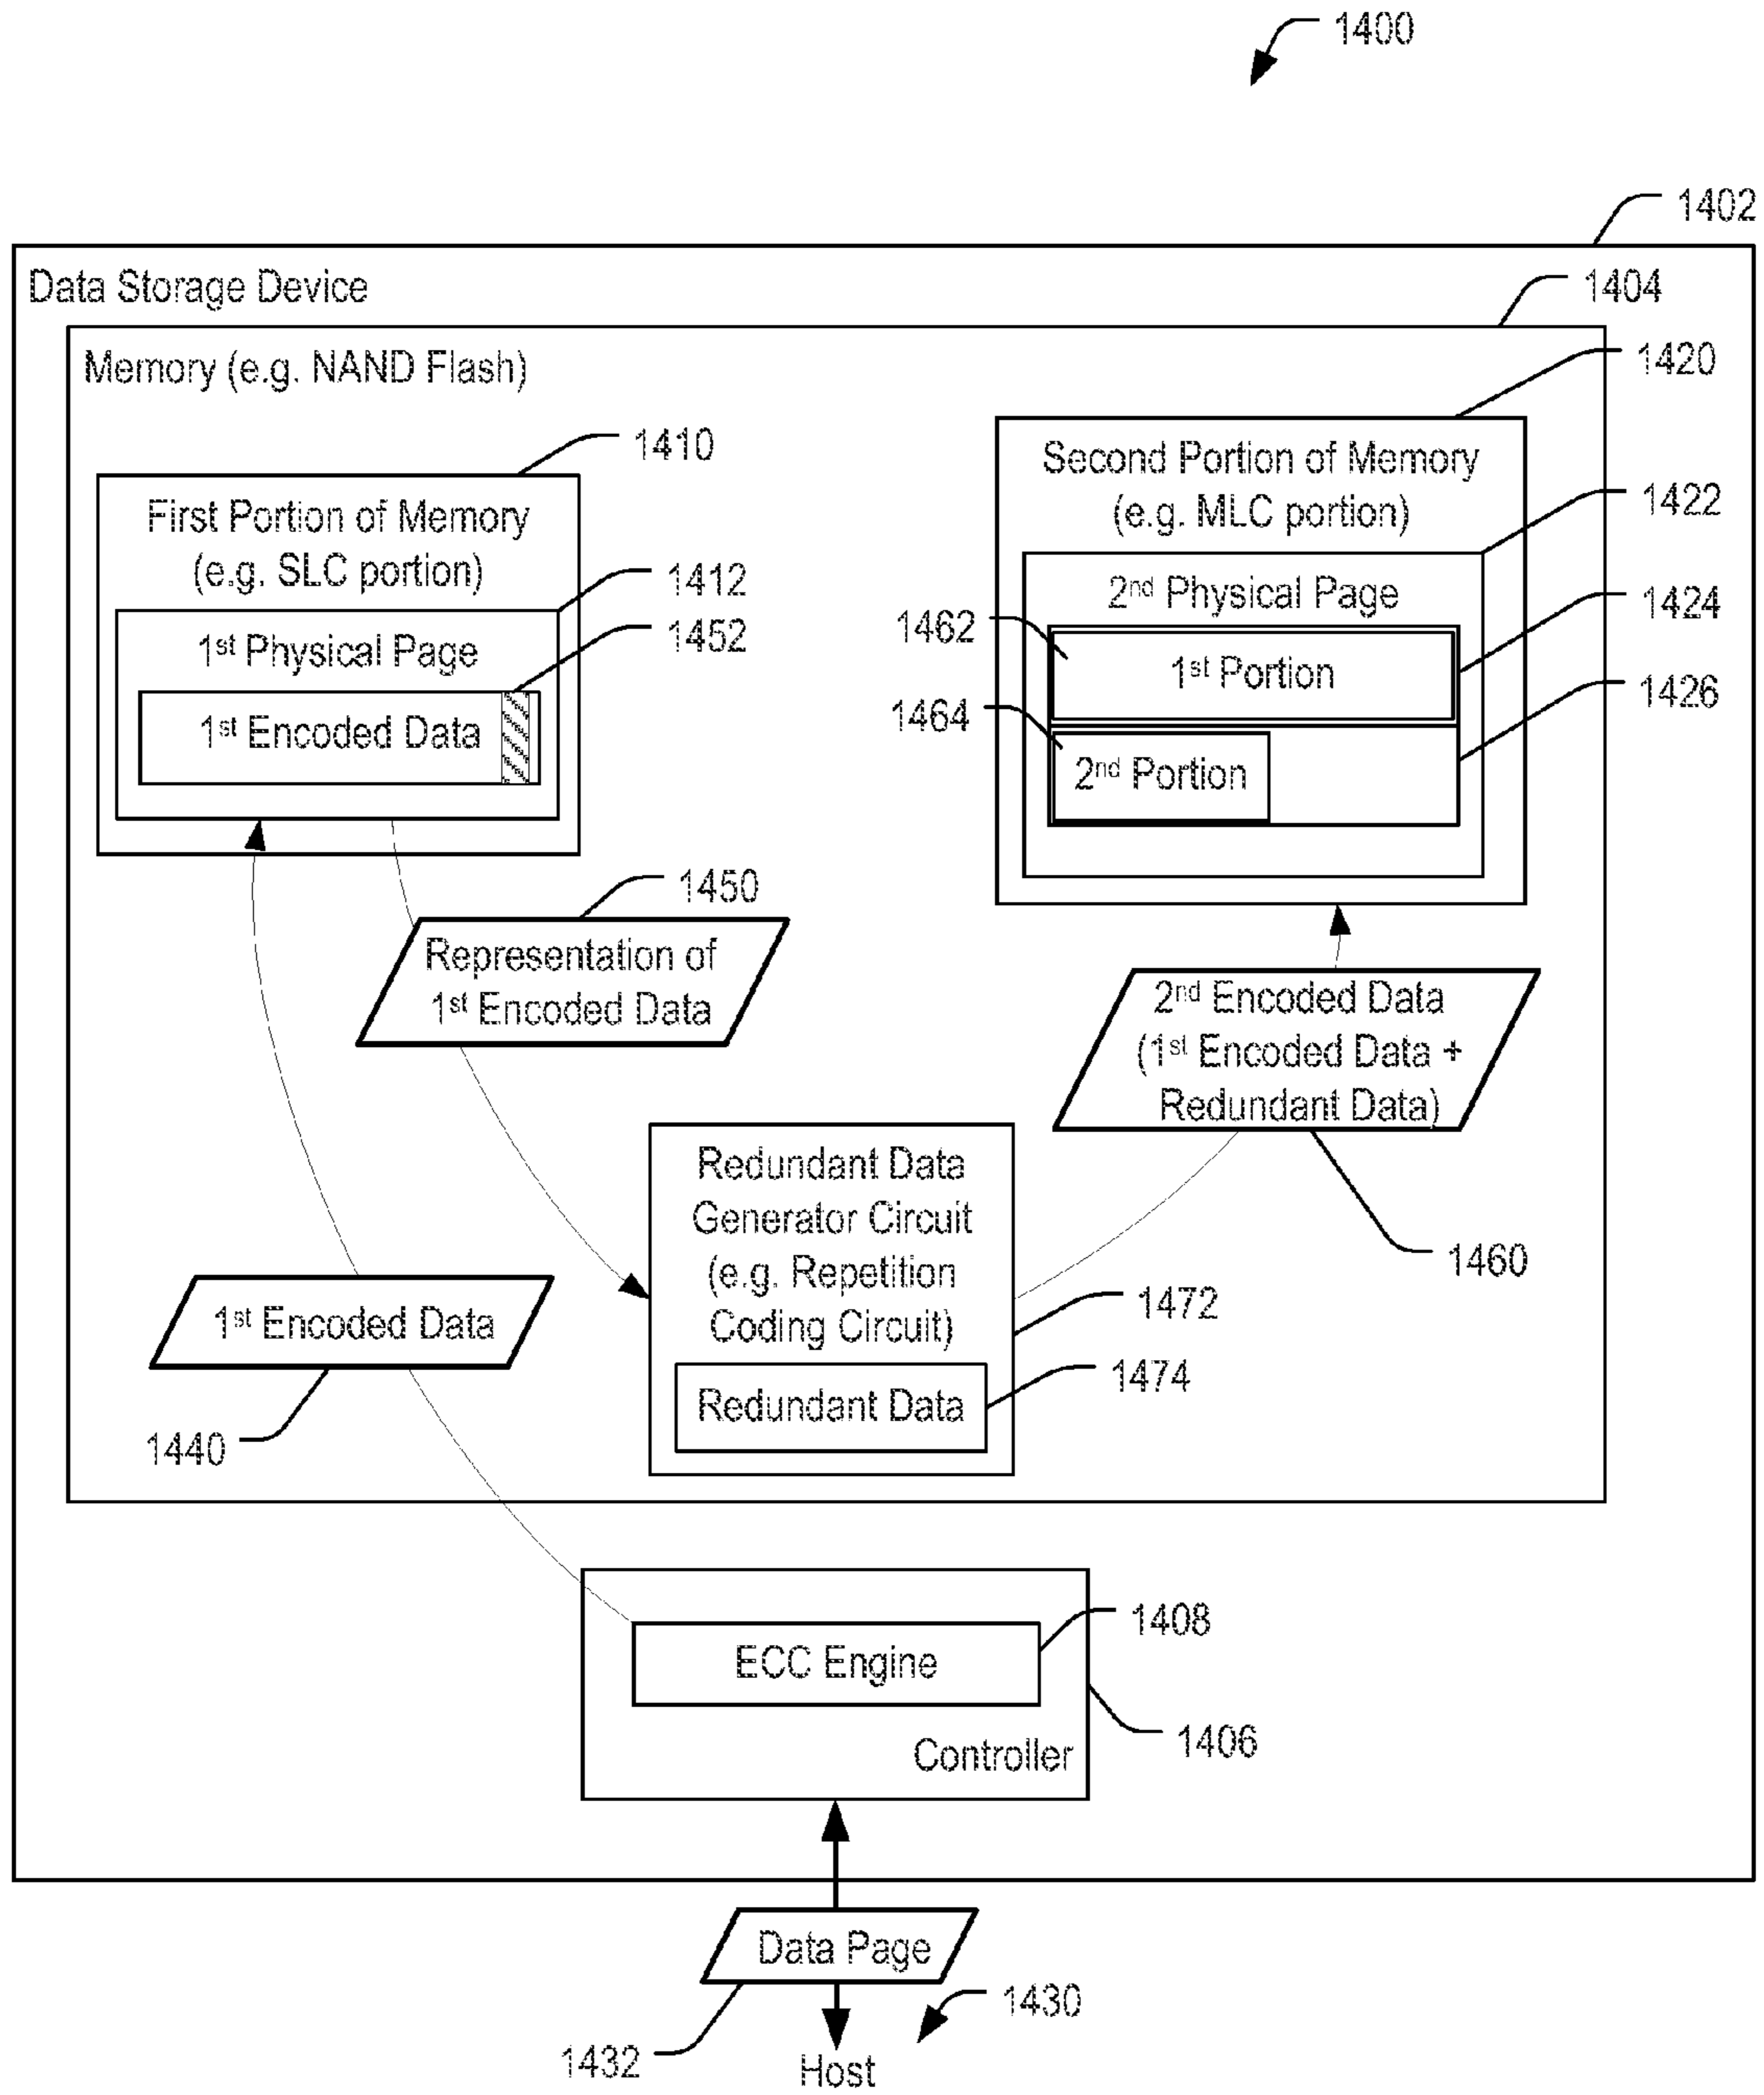 1400
1402
Data Storage Device
1404
Memory (e.g. NAND Flash)
1420
1410
Second Portion of Memory
(e.g. MLC portion)
1422
First Portion of Memory
(e.g. SLC portion)
1412
2nd Physical Page
1424
1462
1452
1st Physical Page
1st Portion
1426
1464
1st Encoded Data
2nd Portion
1450
Representation of
1st Encoded Data
2nd Encoded Data
(1st Encoded Data +
Redundant Data)
Redundant Data
Generator Circuit
(e.g. Repetition
Coding Circuit)
1460
1472
1st Encoded Data
1474
Redundant Data
1440
1408
ECC Engine
1406
Controller
Data Page
1430
1432
Host